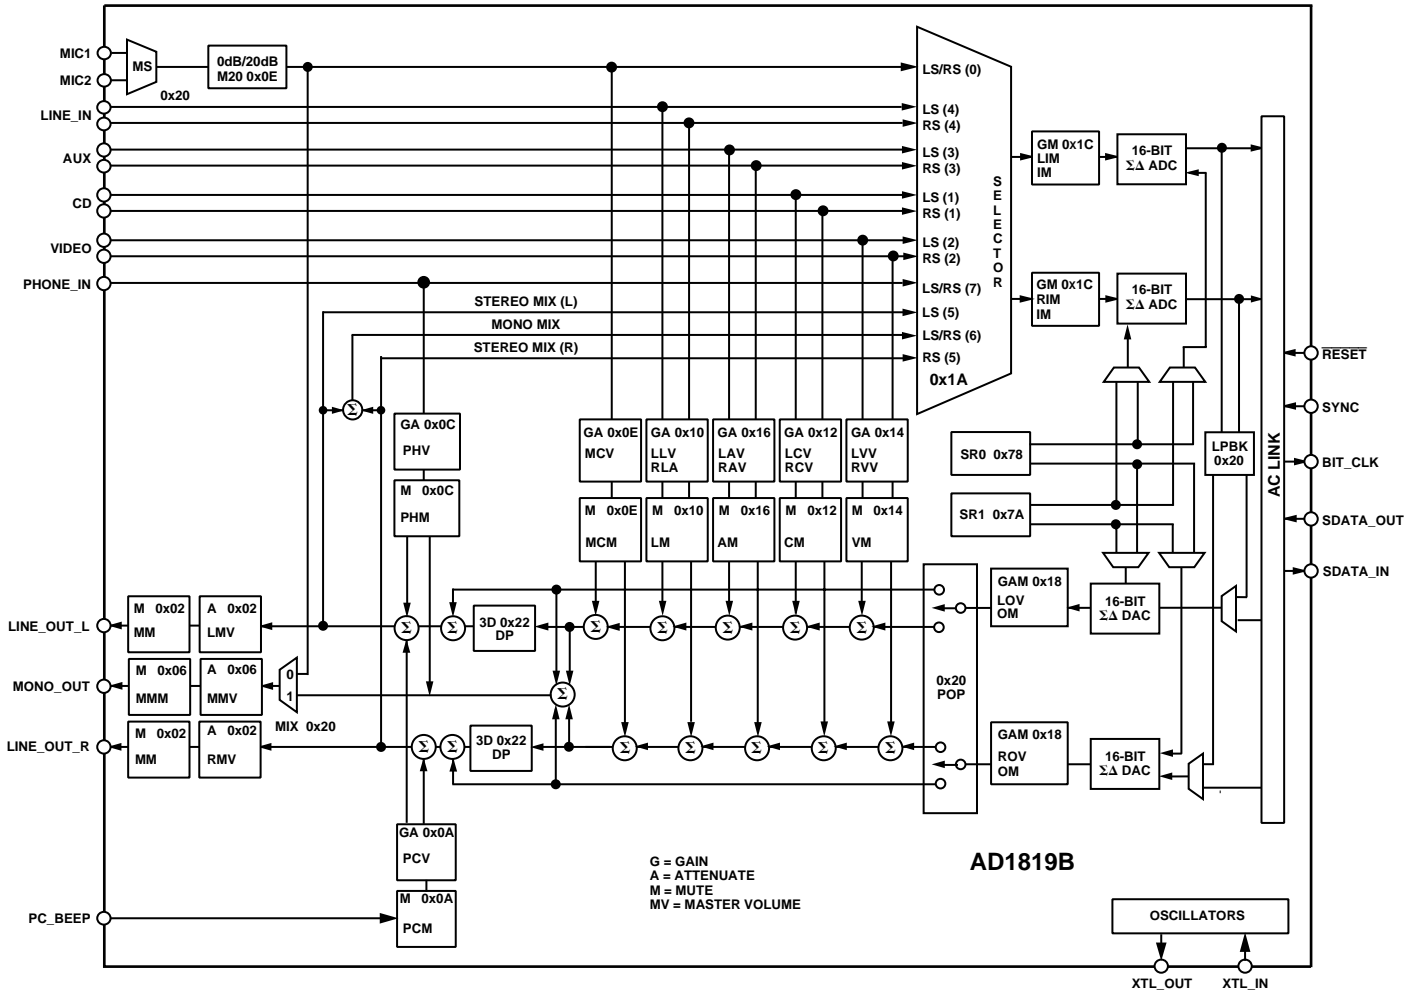 MIC1
MIC2
MS
0x20
0dB/20dB
M20 0x0E
LINE_IN
AUX
CD
VIDEO
PHONE_IN
STEREO MIX (L)
MONO MIX
STEREO MIX (R)
LS/RS (0)
LS (4)
RS (4)
LS (3)
RS (3)
LS (1)
RS (1)
LS (2)
RS (2)
LS/RS (7)
LS (5)
LS/RS (6)
RS (5)
0x1A
SELECTOR
GM 0x1C
LIM
IM
16-BIT
ΣΔ ADC
GM 0x1C
RIM
IM
16-BIT
ΣΔ ADC
RESET
SYNC
BIT_CLK
SDATA_OUT
SDATA_IN
AC LINK
LPBK
0x20
SR0 0x78
SR1 0x7A
Σ
GA 0x0C
PHV
M 0x0C
PHM
GA 0x0E
MCV
GA 0x10
LLV
RLA
GA 0x16
LAV
RAV
GA 0x12
LCV
RCV
GA 0x14
LVV
RVV
M 0x0E
MCM
M 0x10
LM
M 0x16
AM
M 0x12
CM
M 0x14
VM
LINE_OUT_L
M 0x02
MM
A 0x02
LMV
Σ
Σ
3D 0x22
DP
Σ
Σ
Σ
Σ
Σ
GAM 0x18
LOV
OM
16-BIT
ΣΔ DAC
MONO_OUT
M 0x06
MMM
A 0x06
MMV
0
1
MIX 0x20
Σ
0x20
POP
LINE_OUT_R
M 0x02
MM
A 0x02
RMV
Σ
Σ
3D 0x22
DP
Σ
Σ
Σ
Σ
Σ
GAM 0x18
ROV
OM
16-BIT
ΣΔ DAC
GA 0x0A
PCV
M 0x0A
PCM
PC_BEEP
G = GAIN
A = ATTENUATE
M = MUTE
MV = MASTER VOLUME
AD1819B
OSCILLATORS
XTL_OUT
XTL_IN